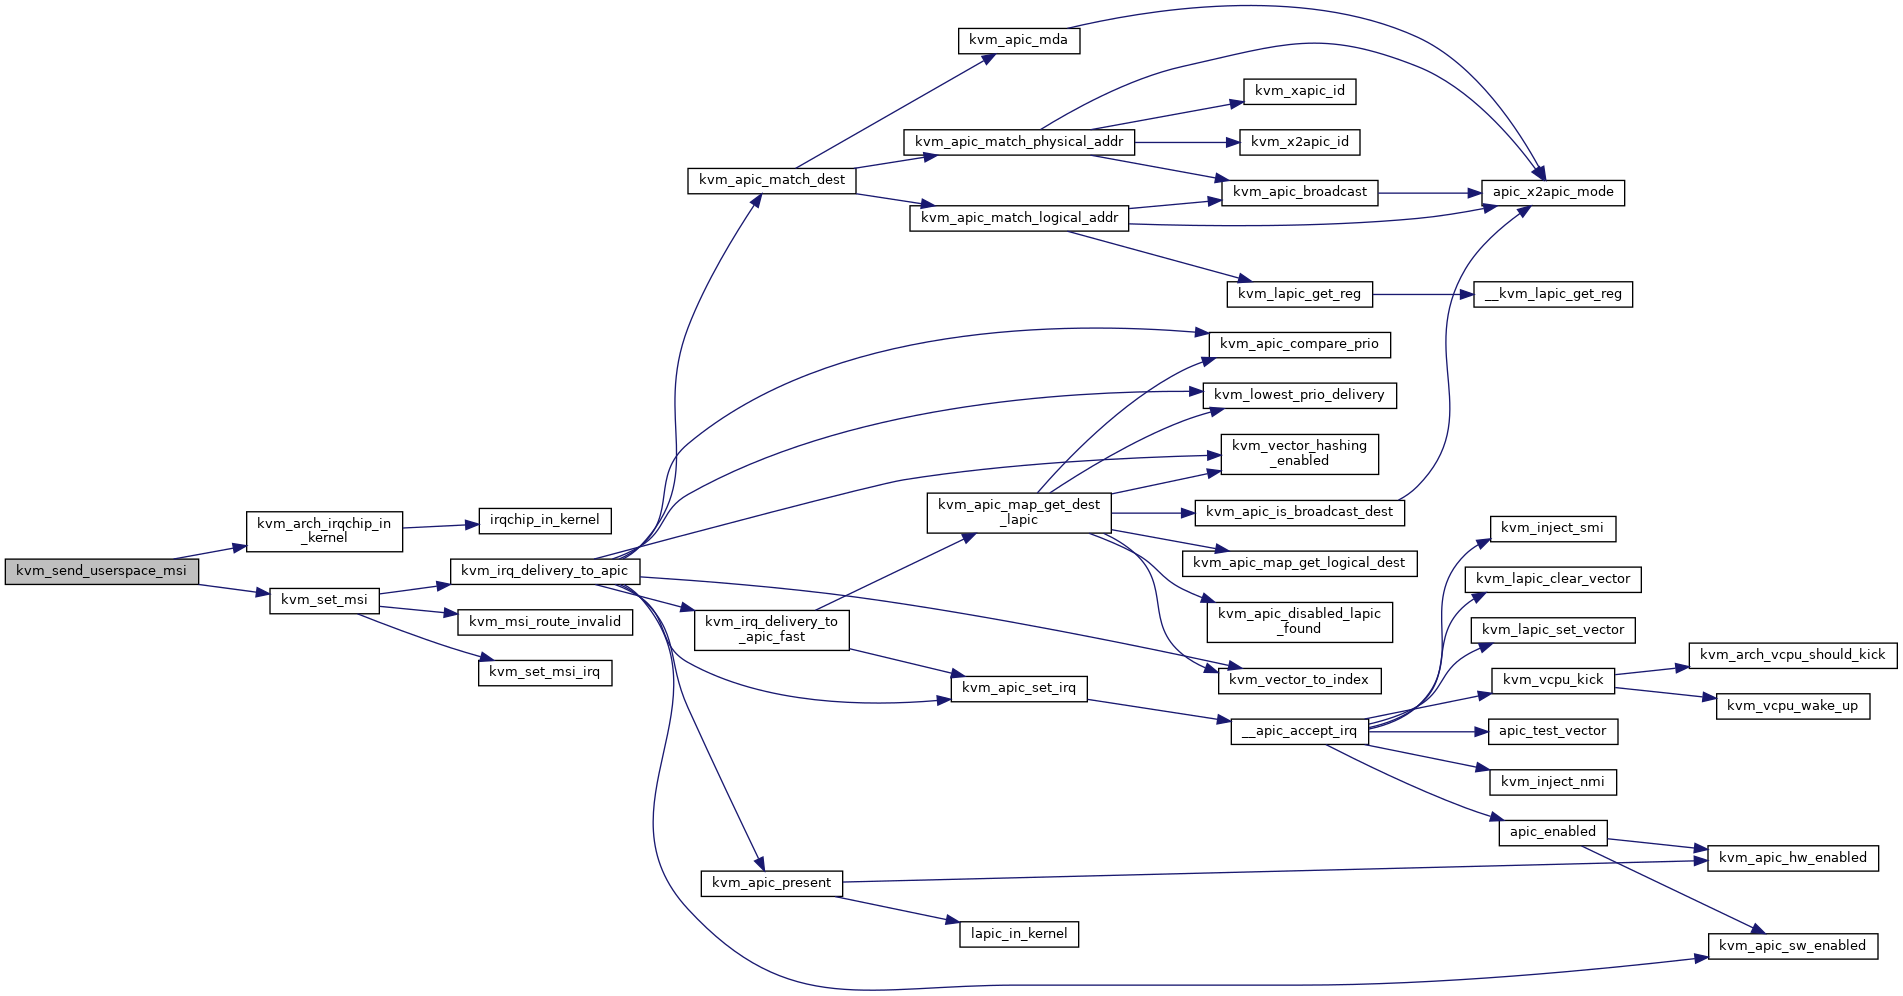 kvm_apic_mda
kvm_xapic_id
kvm_apic_match_physical_addr
kvm_x2apic_id
kvm_apic_match_dest
kvm_apic_broadcast
apic_x2apic_mode
kvm_apic_match_logical_addr
kvm_lapic_get_reg
__kvm_lapic_get_reg
kvm_apic_compare_prio
kvm_lowest_prio_delivery
kvm_vector_hashing
_enabled
kvm_apic_map_get_dest
_lapic
kvm_apic_is_broadcast_dest
kvm_arch_irqchip_in
_kernel
irqchip_in_kernel
kvm_inject_smi
kvm_send_userspace_msi
kvm_irq_delivery_to_apic
kvm_apic_map_get_logical_dest
kvm_lapic_clear_vector
kvm_set_msi
kvm_msi_route_invalid
kvm_irq_delivery_to
_apic_fast
kvm_apic_disabled_lapic
_found
kvm_lapic_set_vector
kvm_set_msi_irq
kvm_apic_set_irq
kvm_vector_to_index
kvm_vcpu_kick
kvm_arch_vcpu_should_kick
kvm_vcpu_wake_up
__apic_accept_irq
apic_test_vector
kvm_inject_nmi
apic_enabled
kvm_apic_hw_enabled
kvm_apic_present
lapic_in_kernel
kvm_apic_sw_enabled